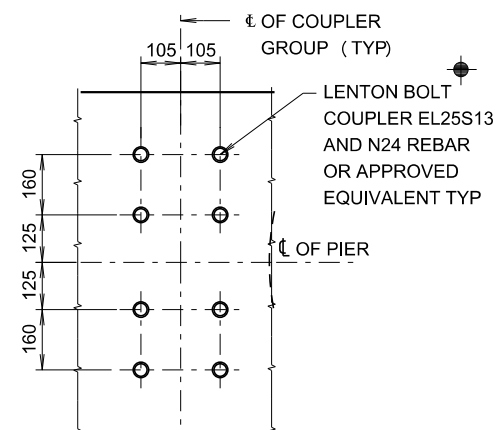 ℄ OF COUPLER
GROUP (TYP)
105 105
LENTON BOLT
COUPLER EL25S13
AND N24 REBAR
OR APPROVED
EQUIVALENT TYP
160
125
℄ OF PIER
125
160